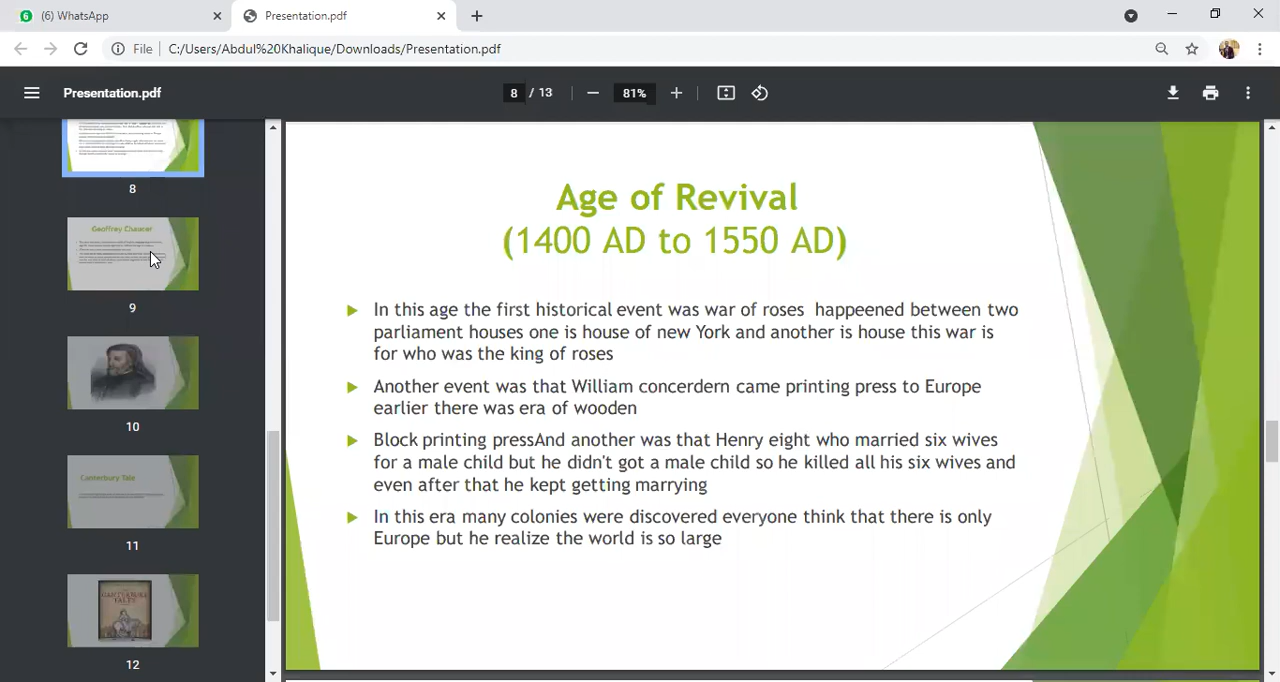 (6) WhatsApp
Presentation.pdf
File
C:/Users/Abdul%20Khalique/Downloads/Presentation.pdf
Presentation.pdf
8 / 13
81%
8
Geoffrey Chaucer
9
10
Canterbury Tale
11
CANTERBURY
TALES
12
Age of Revival
(1400 AD to 1550 AD)
In this age the first historical event was war of roses happeened between two
parliament houses one is house of new York and another is house this war is
for who was the king of roses
Another event was that William concerdern came printing press to Europe
earlier there was era of wooden
Block printing pressAnd another was that Henry eight who married six wives
for a male child but he didn't got a male child so he killed all his six wives and
even after that he kept getting marrying
In this era many colonies were discovered everyone think that there is only
Europe but he realize the world is so large